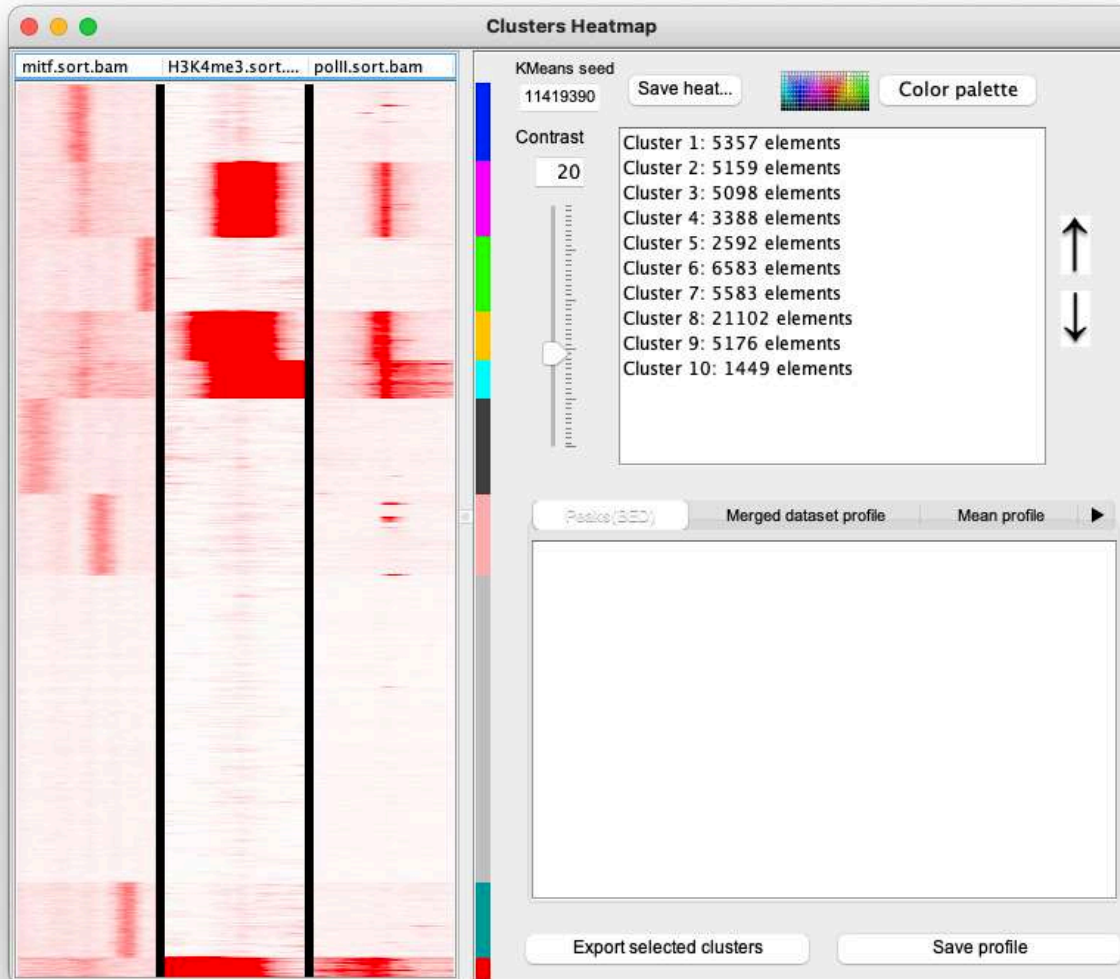 Clusters Heatmap
mitf.sort.bam
H3K4me3.sort....
polII.sort.bam
KMeans seed
11419390
Save heat...
Color palette
Contrast
20
Cluster 1: 5357 elements
Cluster 2: 5159 elements
Cluster 3: 5098 elements
Cluster 4: 3388 elements
Cluster 5: 2592 elements
Cluster 6: 6583 elements
Cluster 7: 5583 elements
Cluster 8: 21102 elements
Cluster 9: 5176 elements
Cluster 10: 1449 elements
Peaks(BED)
Merged dataset profile
Mean profile
Export selected clusters
Save profile